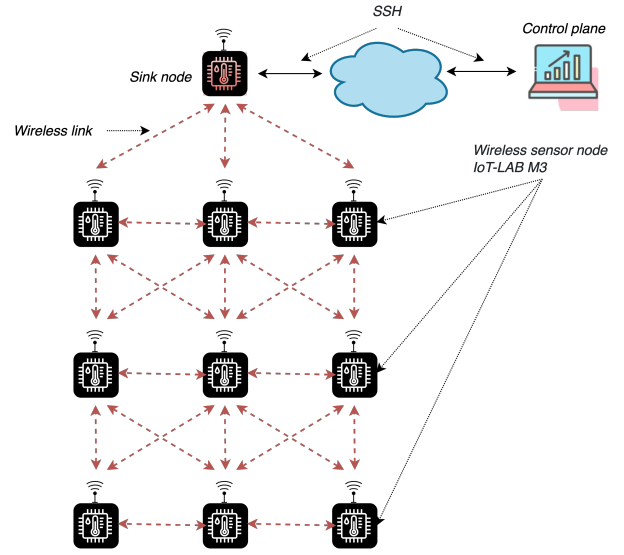 SSH
Control plane
Sink node
Wireless link
Wireless sensor node
IoT-LAB M3